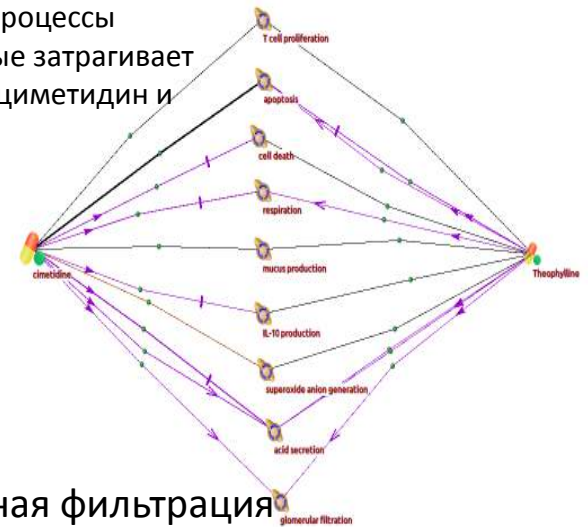 роцессы
ые затрагивает
циметидин и
T cell proliferation
apoptosis
cell death
respiration
mucus production
cimetidine
Theophylline
IL-10 production
superoxide anion generation
acid secretion
ная фильтрация
glomerular filtration